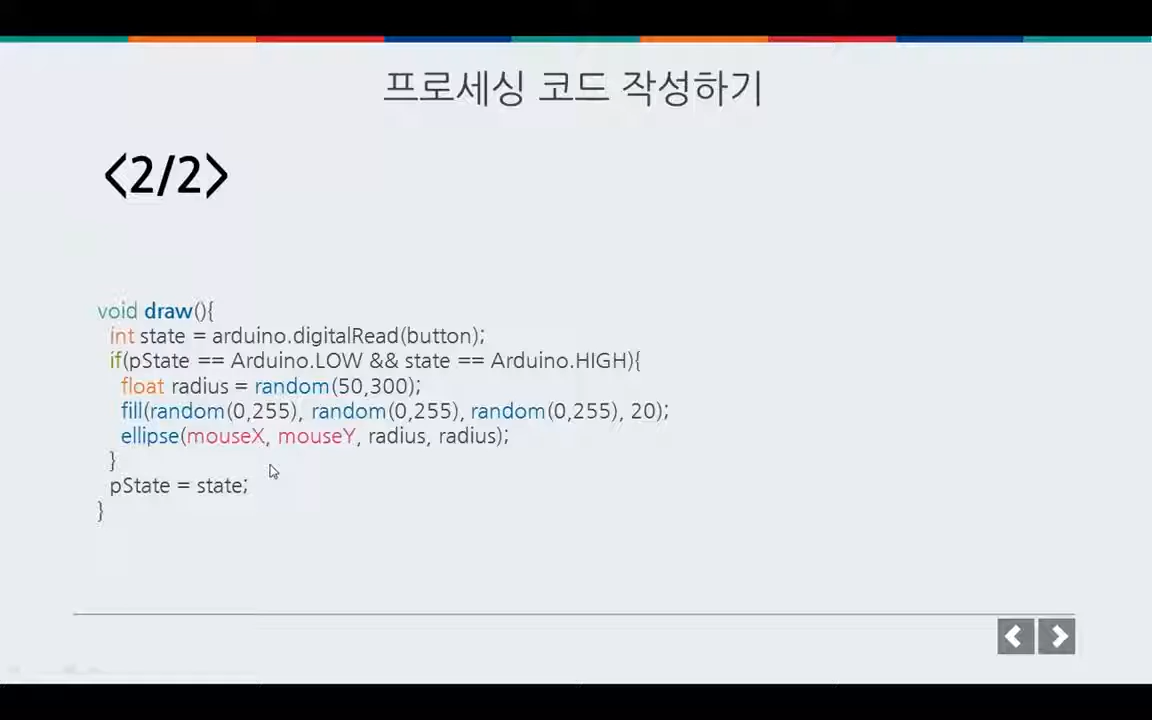 프로세싱 코드 작성하기
<2/2>
void draw(){
int state = arduino.digitalRead(button);
if(pState == Arduino.LOW && state == Arduino.HIGH){
float radius = random(50,300);
fill(random(0,255), random(0,255), random(0,255), 20);
ellipse(mouseX, mouseY, radius, radius);
}
pState = state;
}